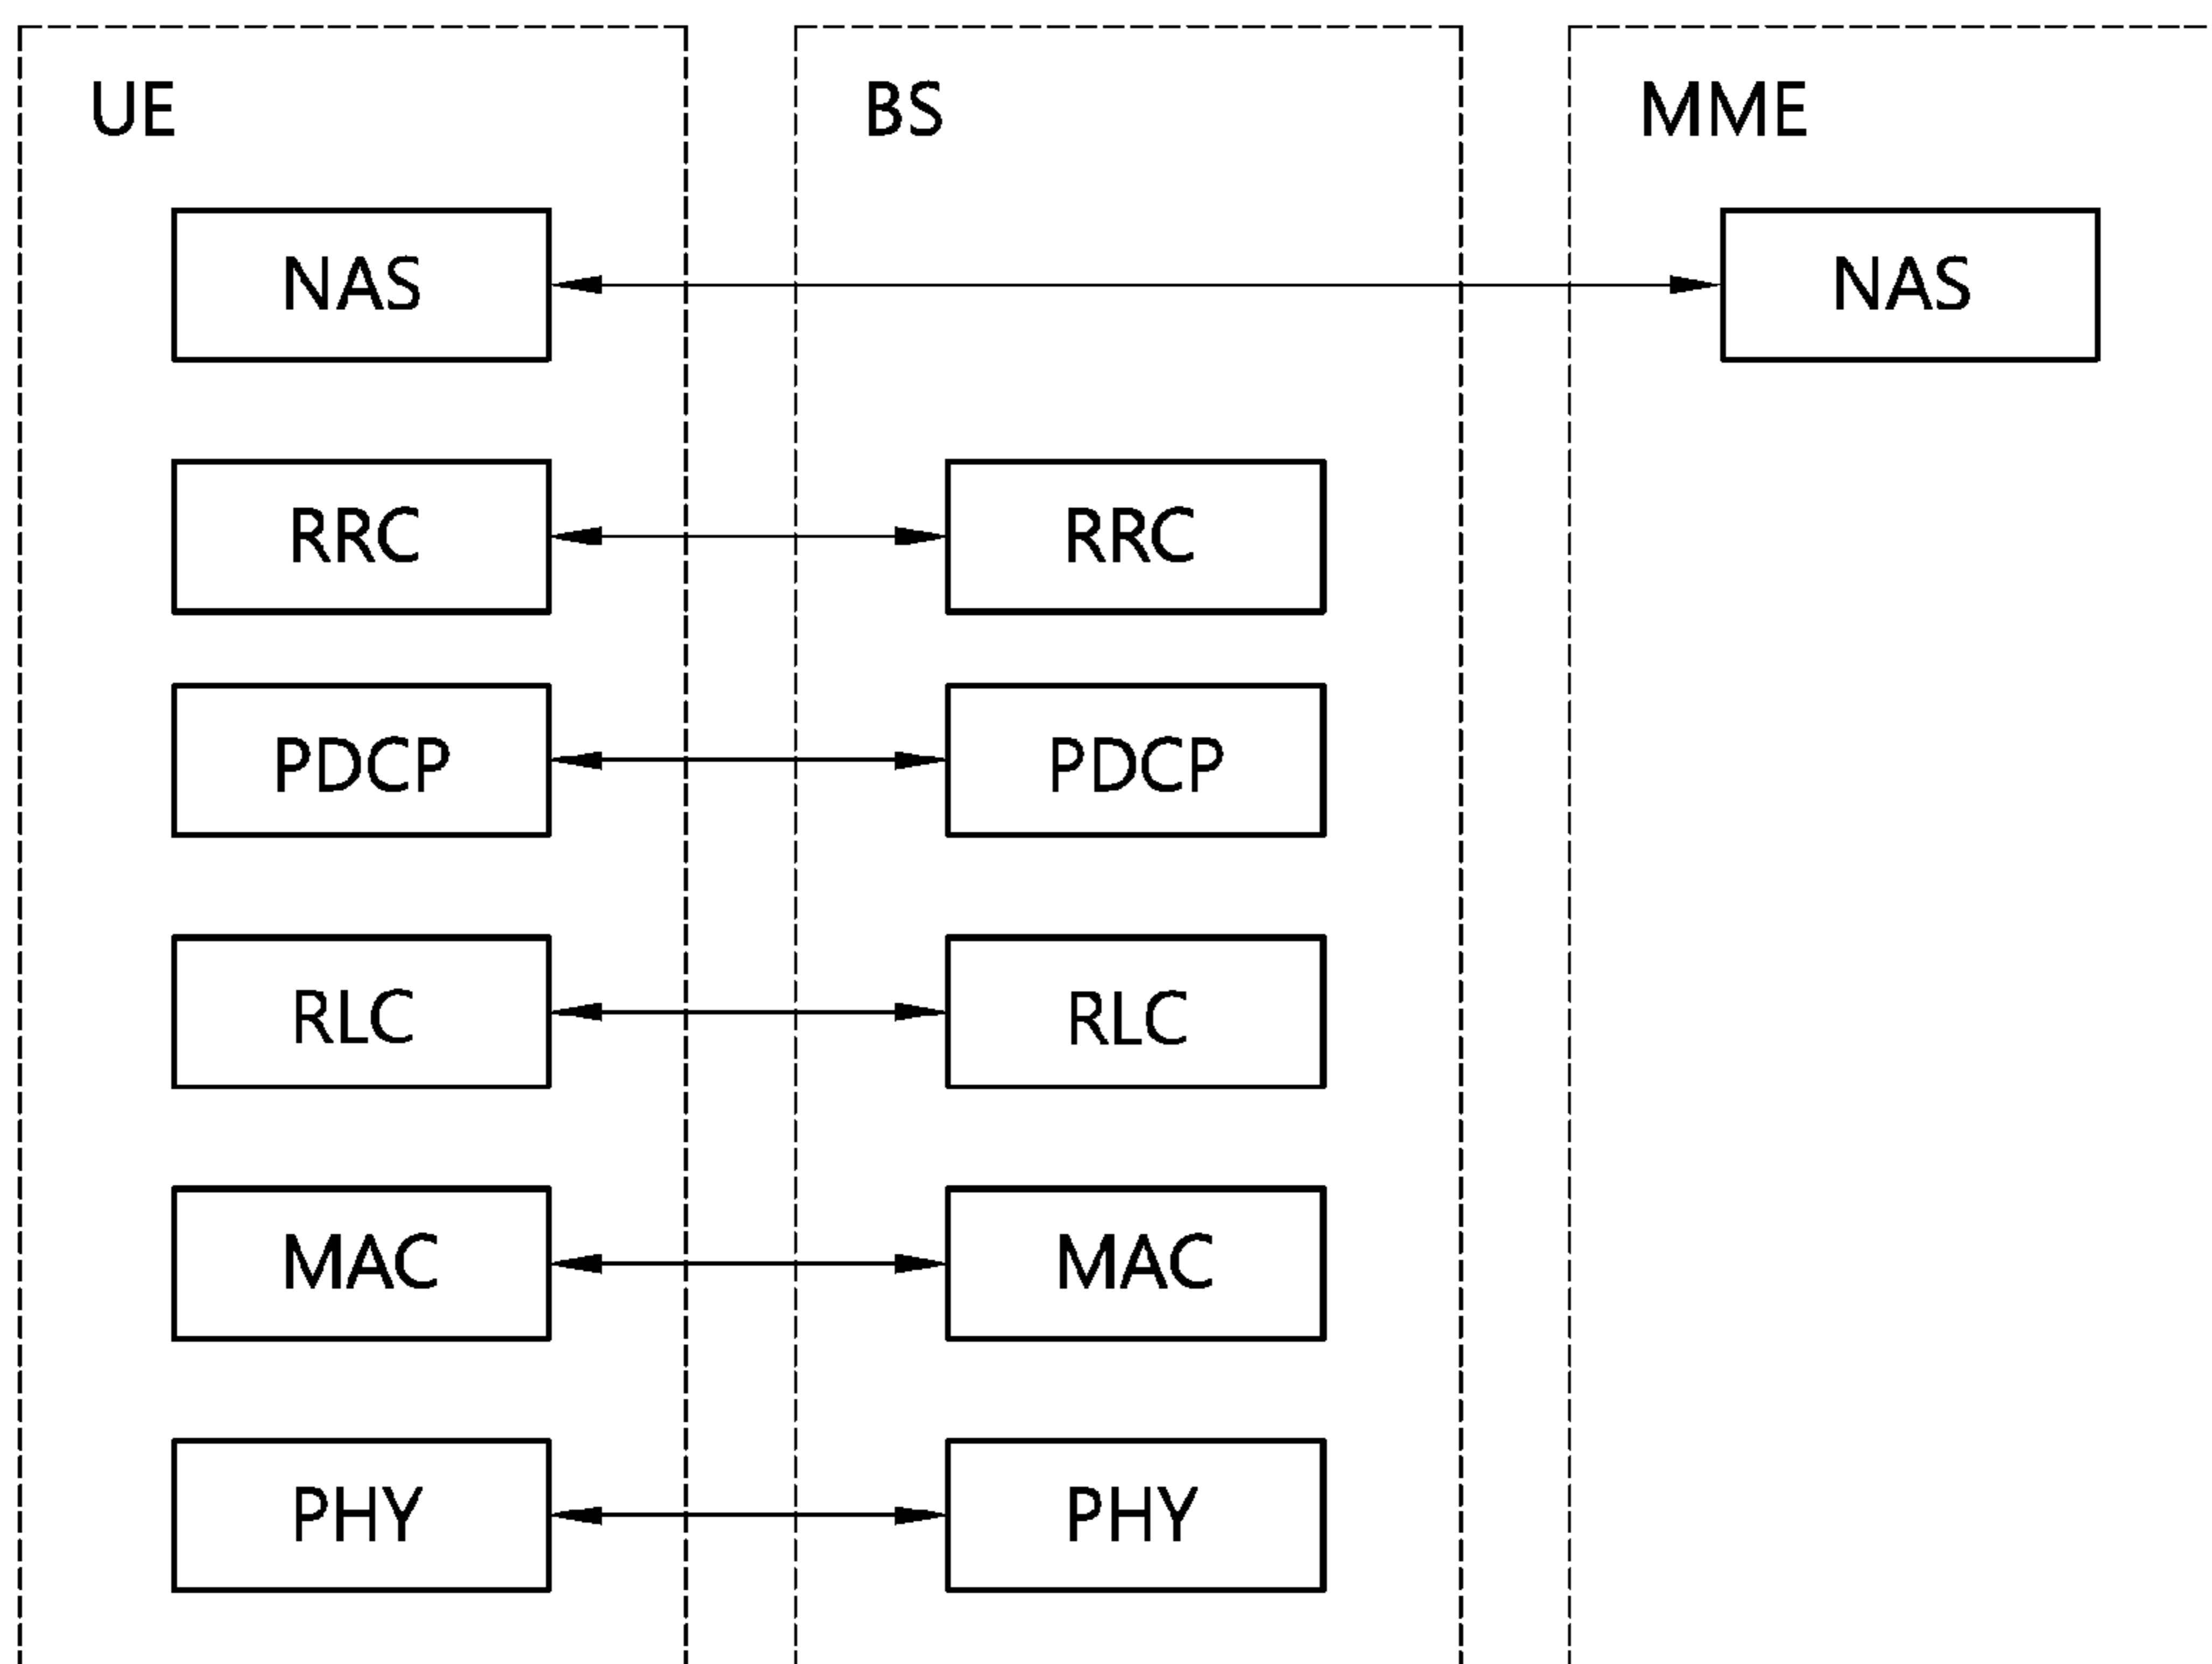 UE BS MME
NAS NAS
RRC RRC
PDCP PDCP
RLC RLC
MAC MAC
PHY PHY